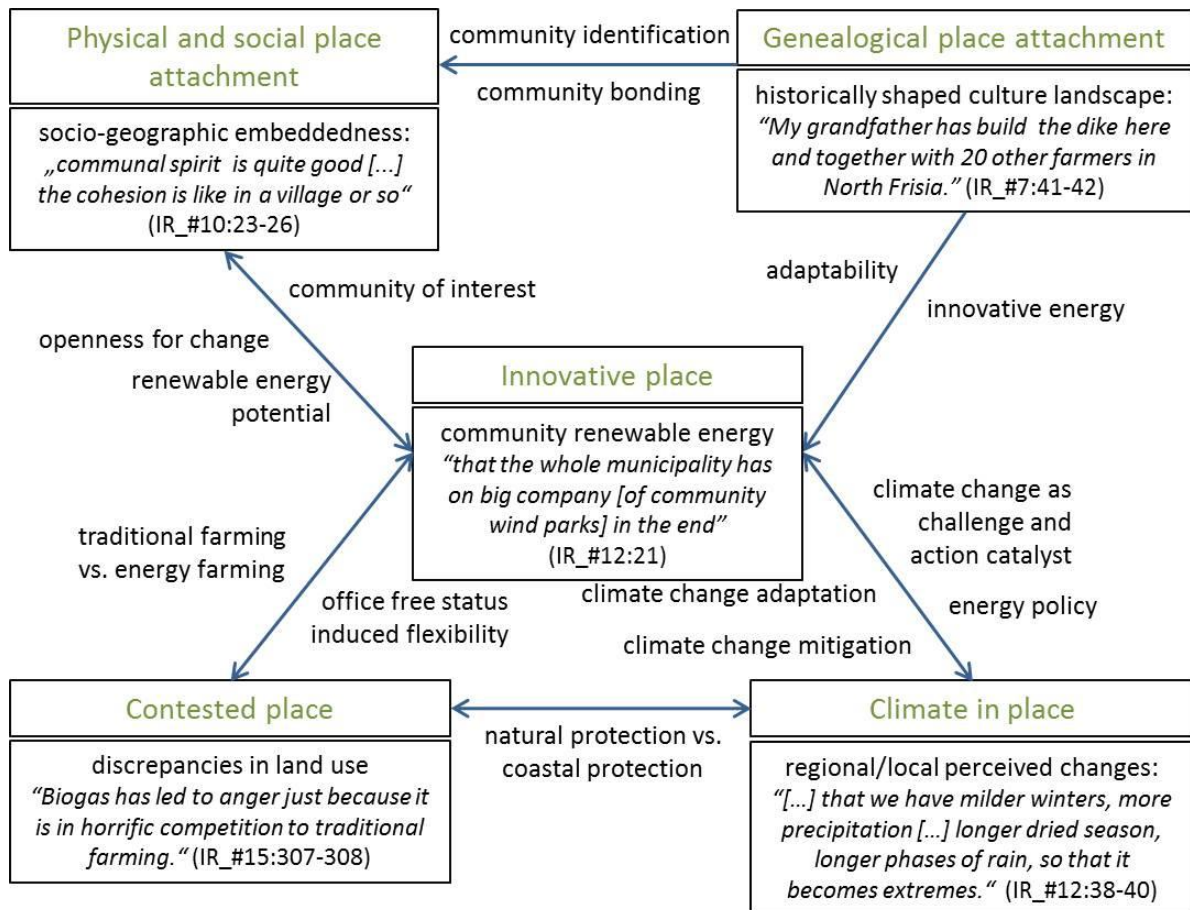 Physical and social place
attachment
socio-geographic embeddedness:
„communal spirit is quite good [...]
the cohesion is like in a village or so“
(IR_#10:23-26)
community identification
community bonding
Genealogical place attachment
historically shaped culture landscape:
“My grandfather has build the dike here
and together with 20 other farmers in
North Frisia.” (IR_#7:41-42)
community of interest
openness for change
renewable energy
potential
adaptability
innovative energy
Innovative place
community renewable energy
“that the whole municipality has
on big company [of community
wind parks] in the end”
(IR_#12:21)
traditional farming
vs. energy farming
office free status
induced flexibility
climate change as
challenge and
action catalyst
energy policy
climate change adaptation
climate change mitigation
Contested place
discrepancies in land use
“Biogas has led to anger just because it
is in horrific competition to traditional
farming.“ (IR_#15:307-308)
natural protection vs.
coastal protection
Climate in place
regional/local perceived changes:
“[...] that we have milder winters, more
precipitation [...] longer dried season,
longer phases of rain, so that it
becomes extremes.“ (IR_#12:38-40)